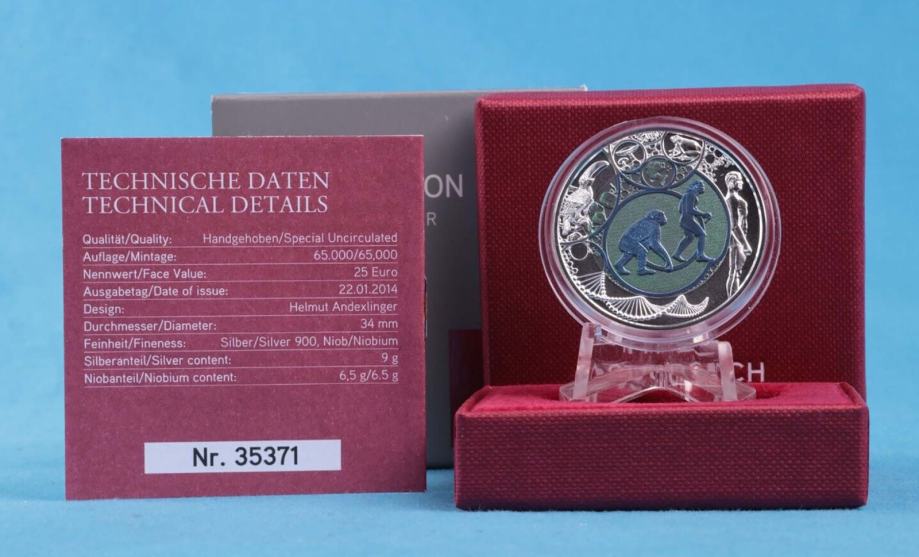 TECHNISCHE DATEN
TECHNICAL DETAILS
Qualität/Quality: Handgehoben/Special Uncirculated
Auflage/Mintage: 65.000/65,000
Nennwert/Face Value: 25 Euro
Ausgabetag/Date of issue: 22.01.2014
Design: Helmut Andexlinger
Durchmesser/Diameter: 34 mm
Feinheit/Fineness: Silber/Silver 900, Niob/Niobium
Silberanteil/Silver content: 9 g
Niobanteil/Niobium content: 6,5 g/6.5 g
Nr. 35371
ON
R
CH